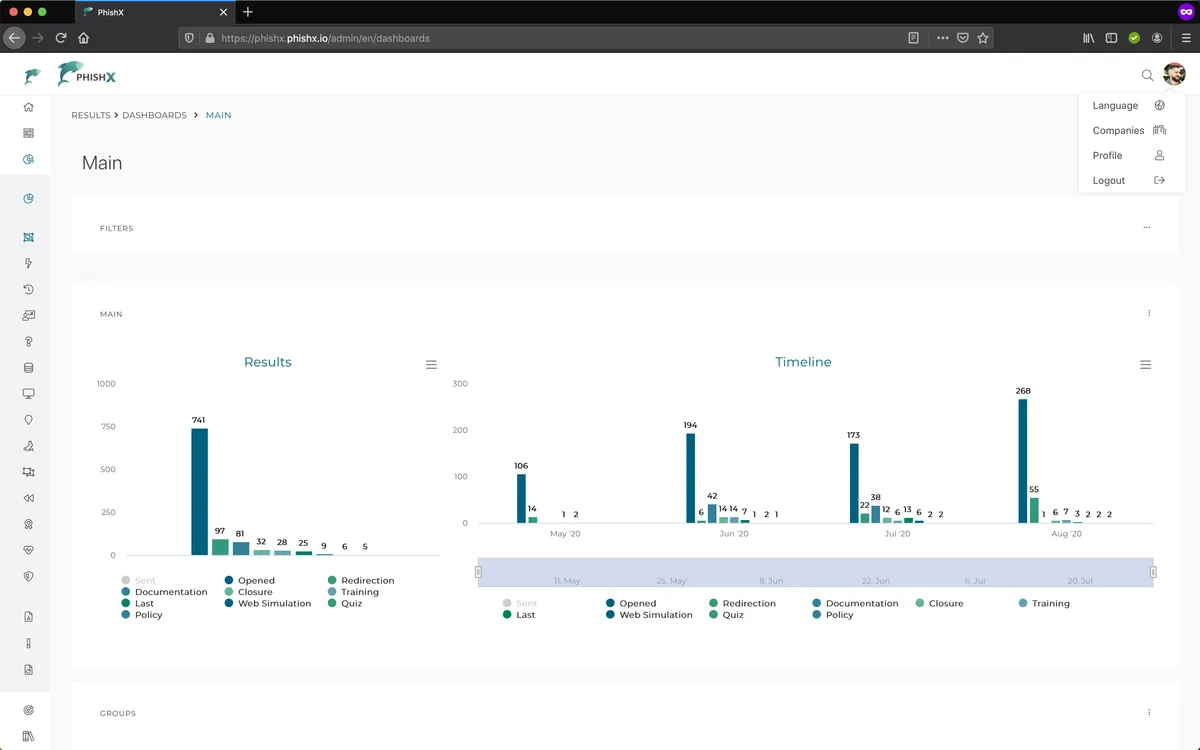 PhishX
https://phishx.phishx.io/admin/en/dashboards
PHISHX
Language
Companies
Profile
Logout
RESULTS > DASHBOARDS > MAIN
Main
FILTERS
MAIN
Results
1000
750
500
250
0
741
97
81
32
28
25
9
6
5
Sent
Opened
Redirection
Documentation
Closure
Training
Last
Web Simulation
Quiz
Policy
Timeline
300
200
100
0
106
14
1
2
194
6
42
14
14
7
1
2
1
173
22
38
12
6
13
6
2
2
268
55
1
6
7
3
2
2
2
May '20
Jun '20
Jul '20
Aug '20
11. May
25. May
8. Jun
22. Jun
6. Jul
20. Jul
Sent
Opened
Redirection
Documentation
Closure
Training
Last
Web Simulation
Quiz
Policy
GROUPS